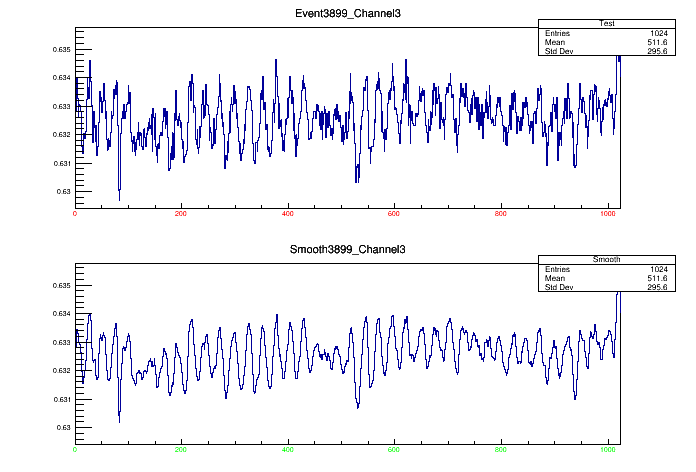 Event3899_Channel3
Test
Entries 1024
Mean 511.6
Std Dev 295.6
0.635
0.634
0.633
0.632
0.631
0.63
0 200 400 600 800 1000
Smooth3899_Channel3
Smooth
Entries 1024
Mean 511.6
Std Dev 295.6
0.635
0.634
0.633
0.632
0.631
0.63
0 200 400 600 800 1000